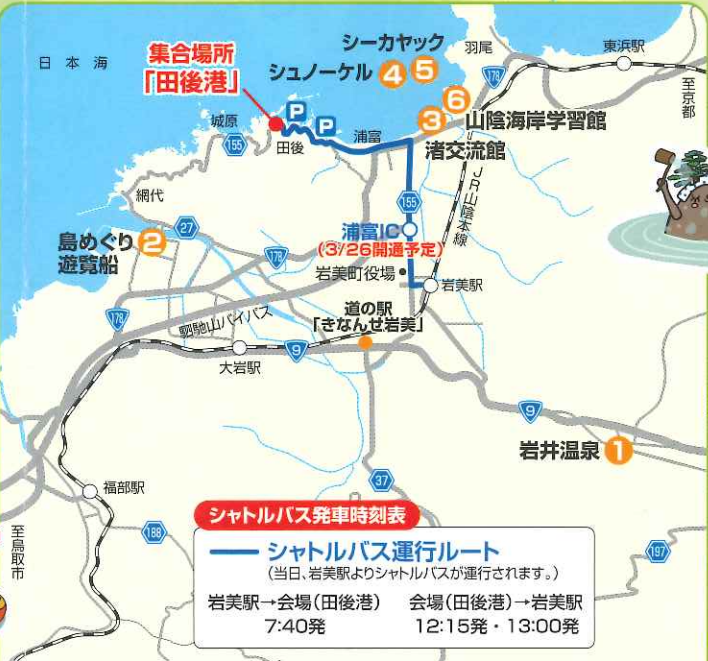 日本海
集合場所
「田後港」
シーカヤック
シュノーケル 4 5
羽尾
178
東浜駅
至京都
P
P
城原
155
田後
浦富
6
3
山陰海岸学習館
渚交流館
網代
155
JR山陰本線
27
島めぐり 2
遊覧船
浦富IC
(3/26開通予定)
178
岩美町役場
岩美駅
178
駟馳山バイパス
道の駅
「きなんせ岩美」
大岩駅
9
9
岩井温泉 1
福部駅
37
至鳥取市
188
197
シャトルバス発車時刻表
シャトルバス運行ルート
(当日、岩美駅よりシャトルバスが運行されます。)
岩美駅→会場(田後港)
7:40発
会場(田後港)→岩美駅
12:15発・13:00発